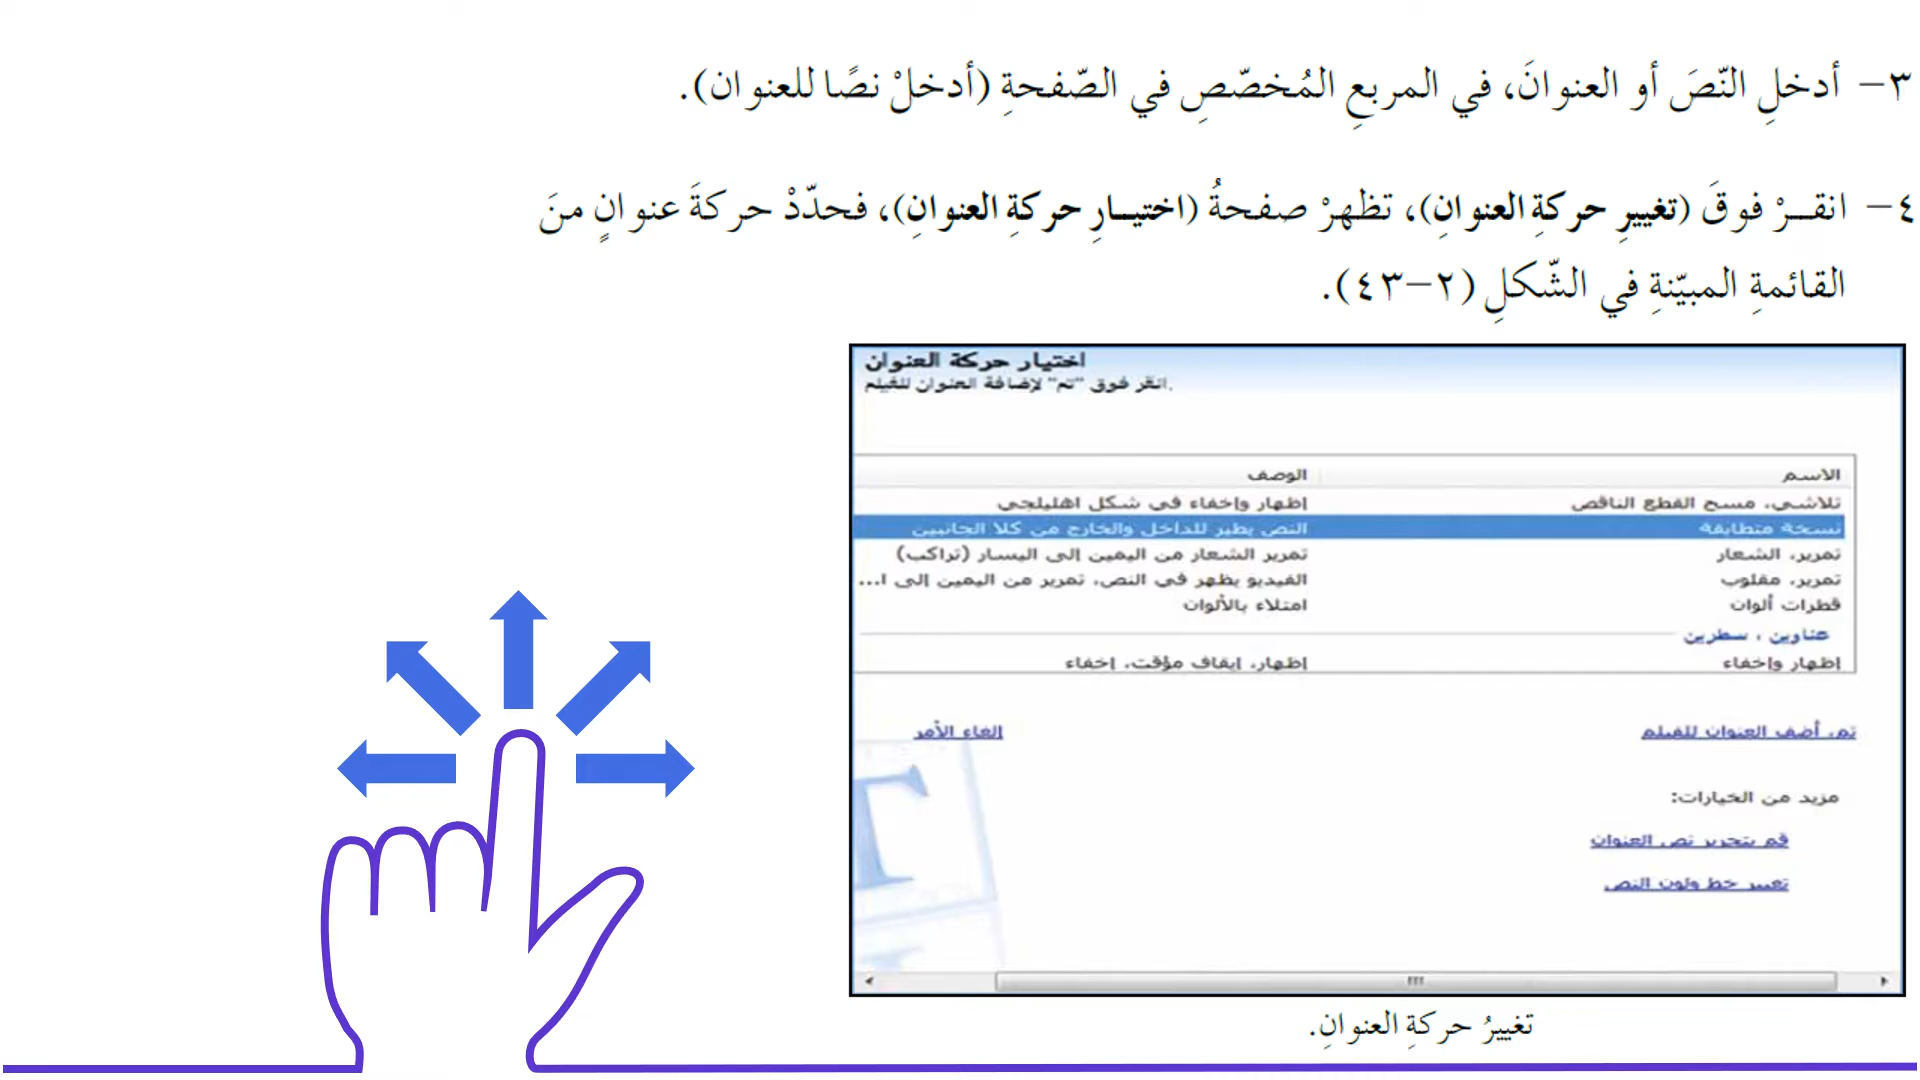 ٣– أدخلِ النّصَ أو العنوانَ، في المربعِ المُخصّصِ في الصّفحةِ (أدخلْ نصًا للعنوان).
٤– انقرْ فوقَ (تغييرِ حركةِ العنوانِ)، تظهرْ صفحةُ (اختيارِ حركةِ العنوانِ)، فحدّدْ حركةَ عنوانٍ منَ
القائمةِ المبيّنةِ في الشّكلِ (٢–٤٣).
اختيار حركة العنوان
انقر فوق "تم" لإضافة العنوان للفيلم.
الاسم الوصف
تلاشي، مسح القطع الناقص إظهار وإخفاء في شكل اهليلجي
نسخة متطابقة النص يطير للداخل والخارج من كلا الجانبين
تمرير، الشعار تمرير الشعار من اليمين إلى اليسار (تراكب)
تمرير، مقلوب الفيديو يظهر في النص، تمرير من اليمين إلى ا...
قطرات ألوان امتلاء بالألوان
عناوين ، سطرين
إظهار وإخفاء إظهار، إيقاف مؤقت، إخفاء
تم، أضف العنوان للفيلم إلغاء الأمر
مزيد من الخيارات:
قم بتحرير نص العنوان
تغيير خط ولون النص
تغييرُ حركةِ العنوانِ.